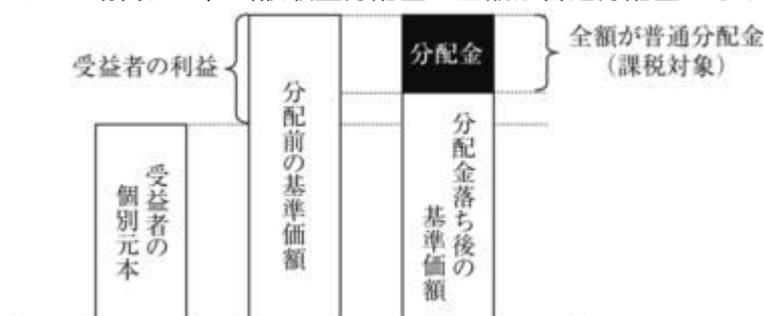 受益者の利益
分配金
全額が普通分配金
(課税対象)
受益者の
個別元本
分配前の基準価額
分配金落ち後の
基準価額